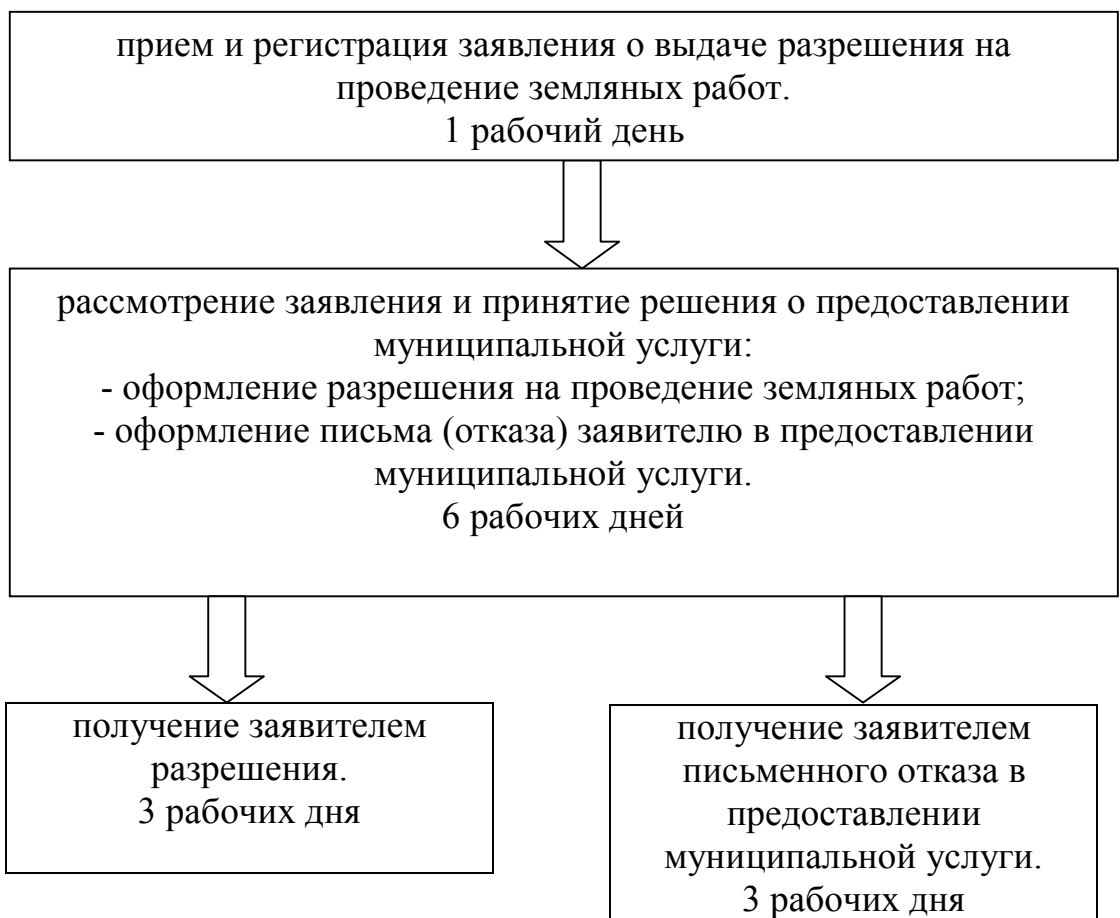 прием и регистрация заявления о выдаче разрешения на
проведение земляных работ.
1 рабочий день
рассмотрение заявления и принятие решения о предоставлении
муниципальной услуги:
- оформление разрешения на проведение земляных работ;
- оформление письма (отказа) заявителю в предоставлении
муниципальной услуги.
6 рабочих дней
получение заявителем
разрешения.
3 рабочих дня
получение заявителем
письменного отказа в
предоставлении
муниципальной услуги.
3 рабочих дня